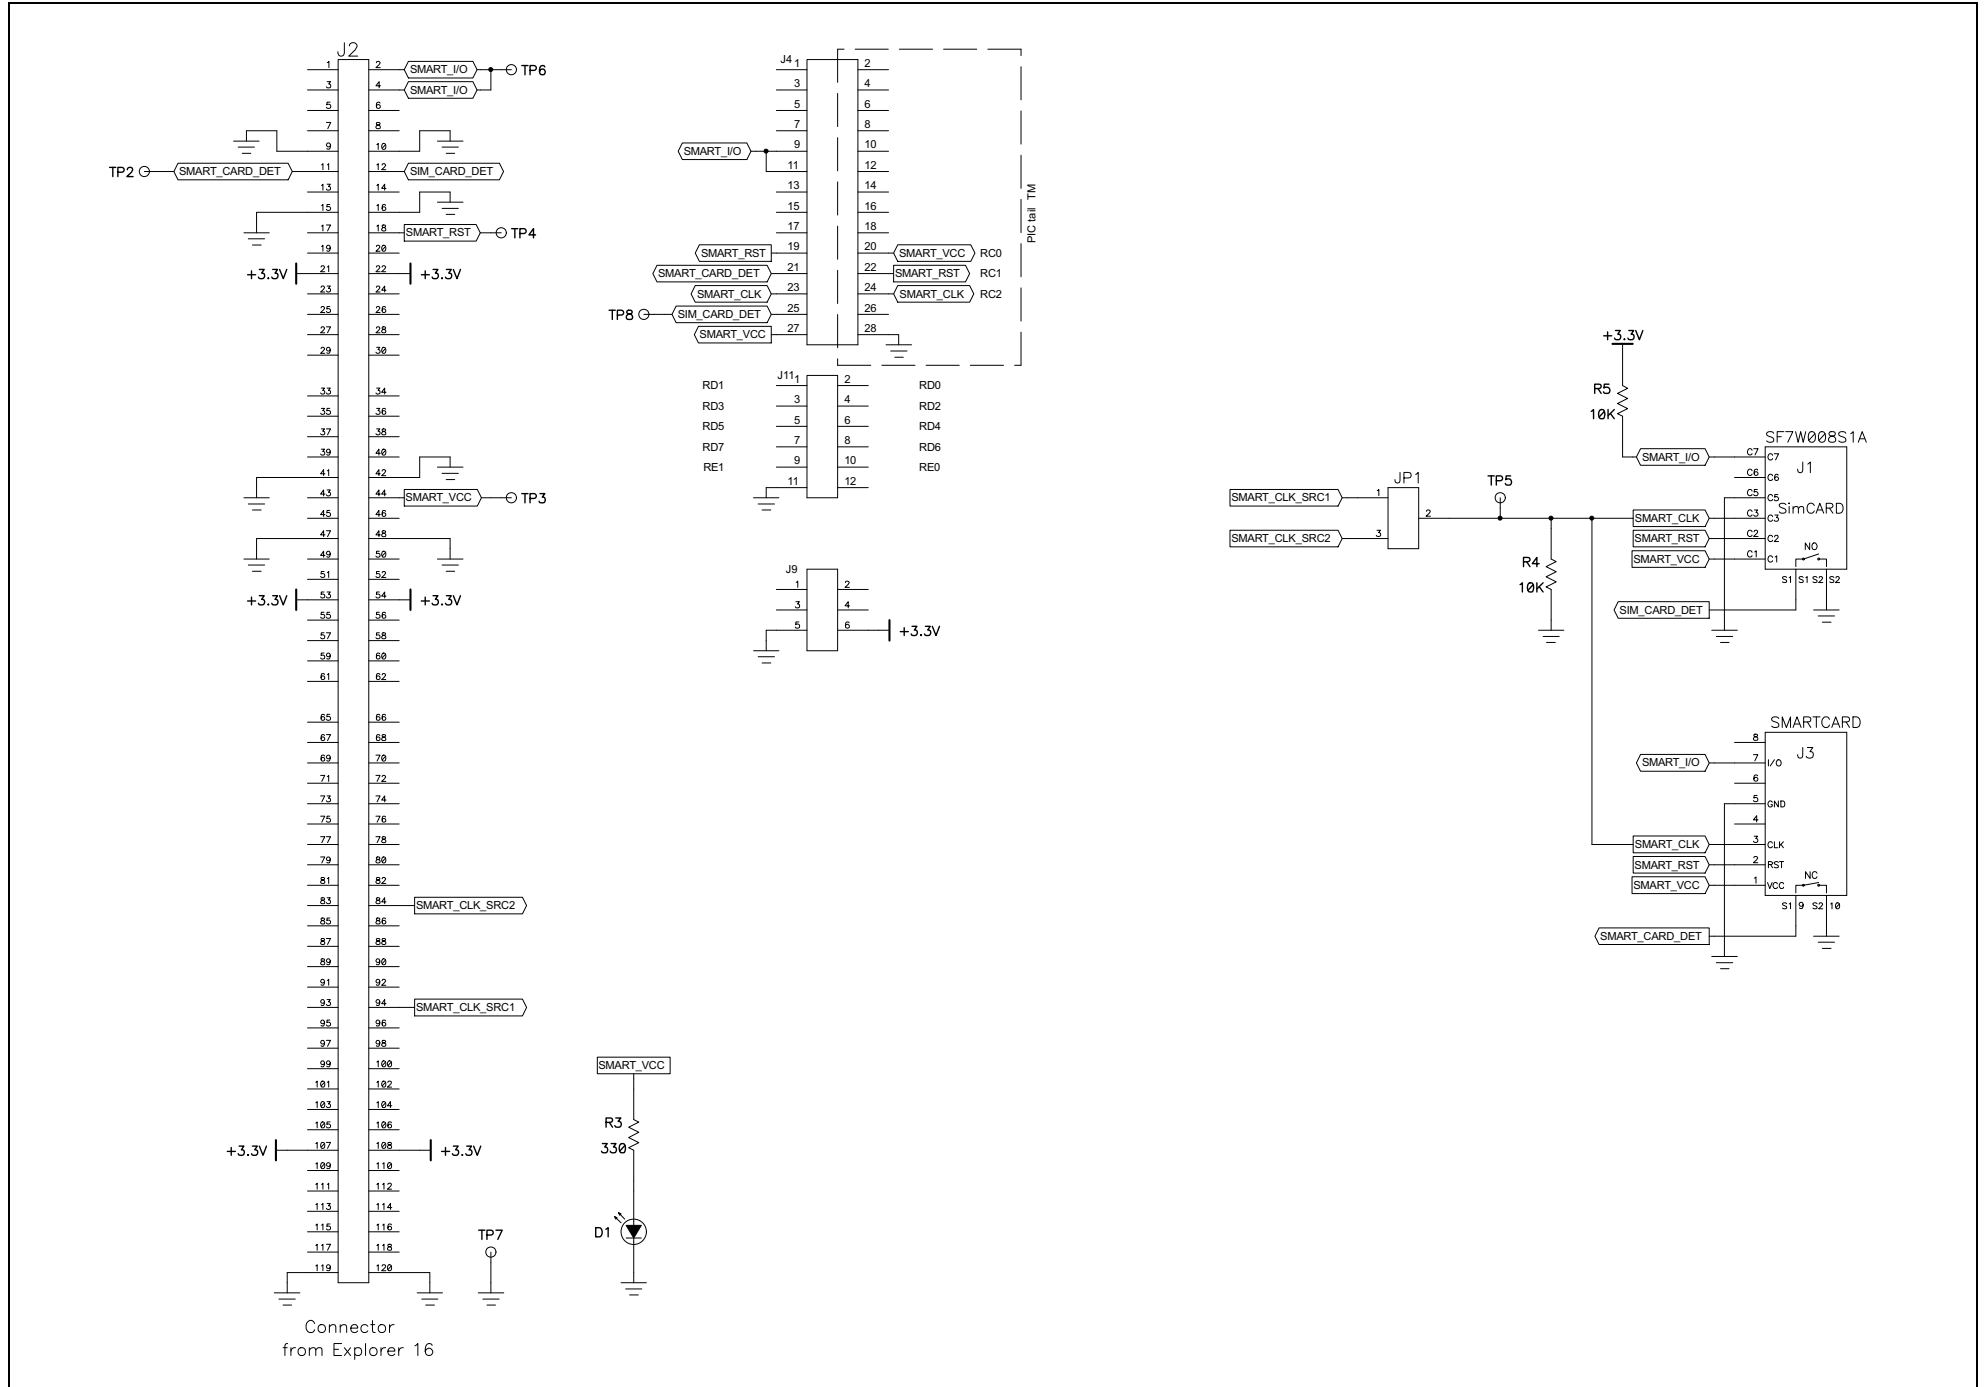 J2
1 2 SMART_I/O TP6
3 4 SMART_I/O
5 6
7 8
9 10
TP2 SMART_CARD_DET 11 12 SIM_CARD_DET
13 14
15 16
17 18 SMART_RST TP4
19 20
+3.3V 21 22 +3.3V
23 24
25 26
27 28
29 30
33 34
35 36
37 38
39 40
41 42
43 44 SMART_VCC TP3
45 46
47 48
49 50
51 52
+3.3V 53 54 +3.3V
55 56
57 58
59 60
61 62
65 66
67 68
69 70
71 72
73 74
75 76
77 78
79 80
81 82
83 84 SMART_CLK_SRC2
85 86
87 88
89 90
91 92
93 94 SMART_CLK_SRC1
95 96
97 98
99 100
101 102
103 104
105 106
+3.3V 107 108 +3.3V
109 110
111 112
113 114
115 116
117 118
119 120
TP7
Connector
from Explorer 16
J4
1 2
3 4
5 6
7 8
SMART_I/O 9 10
11 12
13 14
15 16
17 18
SMART_RST 19 20 SMART_VCC RC0
SMART_CARD_DET 21 22 SMART_RST RC1
SMART_CLK 23 24 SMART_CLK RC2
TP8 SIM_CARD_DET 25 26
SMART_VCC 27 28
PIC tail TM
J11
RD1 1 2 RD0
RD3 3 4 RD2
RD5 5 6 RD4
RD7 7 8 RD6
RE1 9 10 RE0
11 12
J9
1 2
3 4
5 6 +3.3V
SMART_VCC
R3
330
D1
+3.3V
R5
10K
SF7W008S1A
J1
SMART_I/O C7 C7
C6 C6
C5 C5
SimCARD
SMART_CLK C3 C3
SMART_RST C2 C2
SMART_VCC C1 C1
NO
S1 S1 S2 S2
SIM_CARD_DET
JP1
SMART_CLK_SRC1 1
2
SMART_CLK_SRC2 3
TP5
R4
10K
SMARTCARD
J3
8
SMART_I/O 7 I/O
6
5 GND
4
SMART_CLK 3 CLK
SMART_RST 2 RST
SMART_VCC 1 VCC
NC
S1 9 S2 10
SMART_CARD_DET